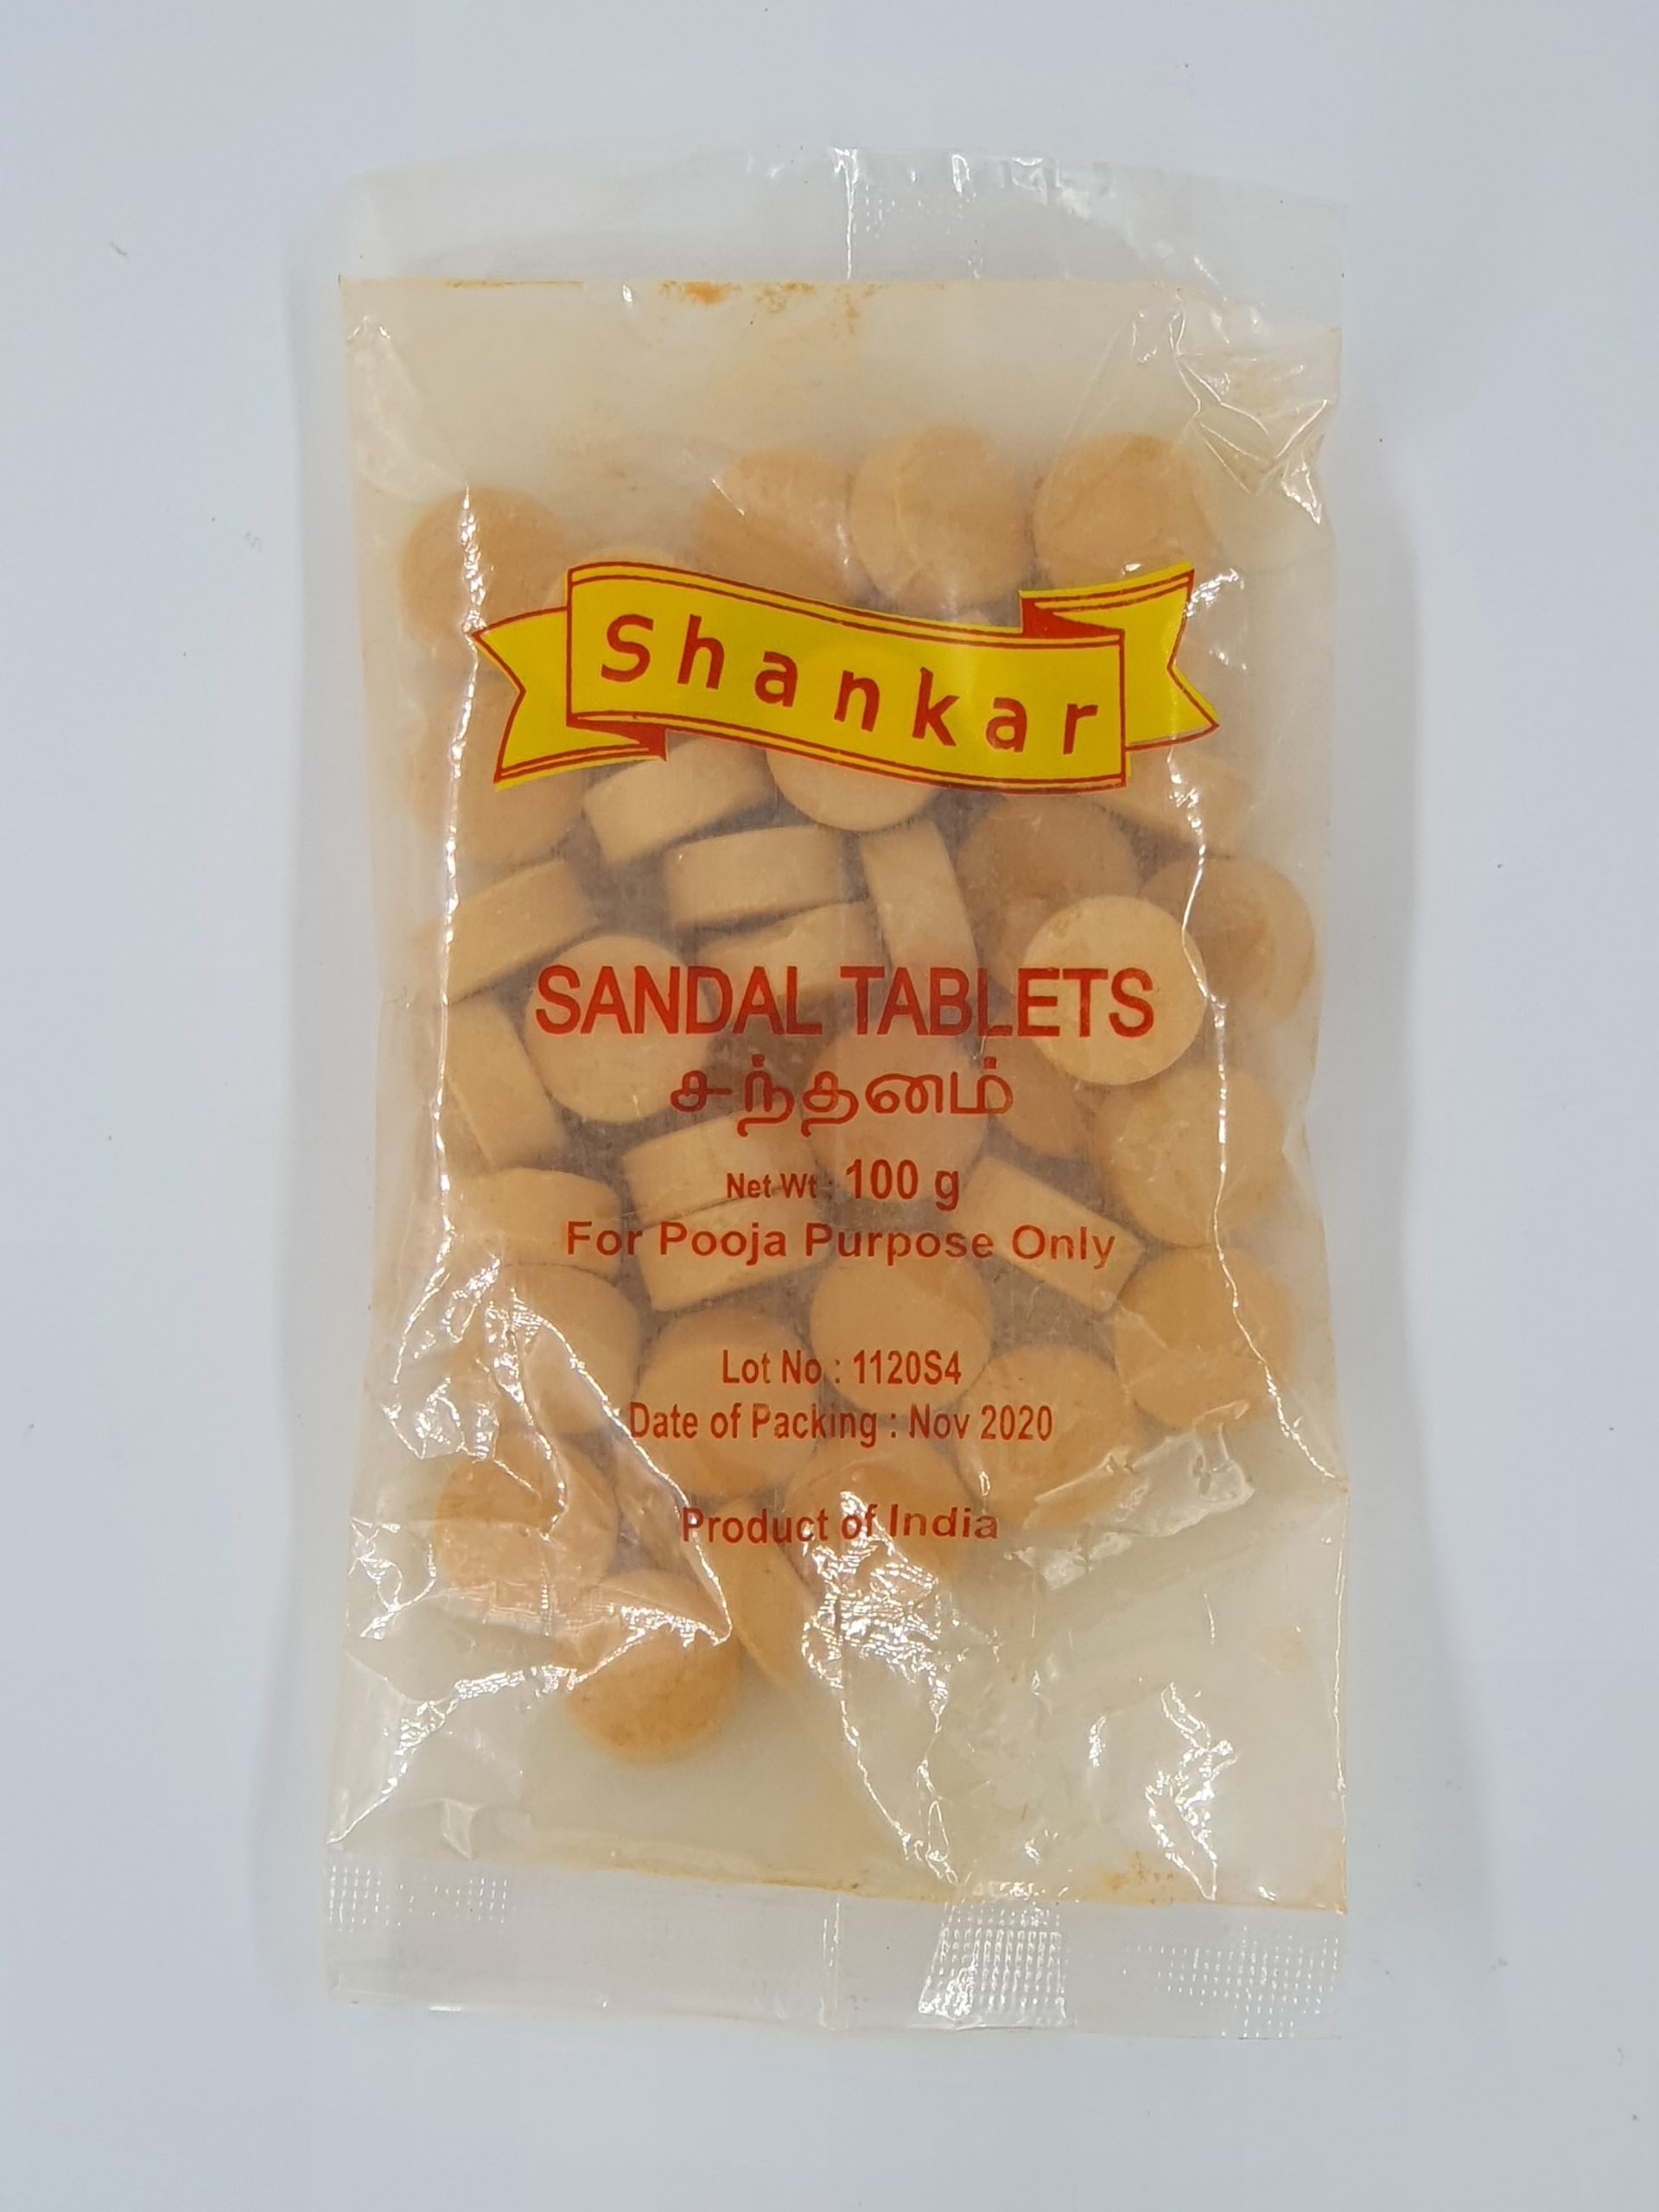 Shankar
SANDAL TABLETS
சந்தனம்
Net Wt : 100 g
For Pooja Purpose Only
Lot No : 1120S4
Date of Packing : Nov 2020
Product of India